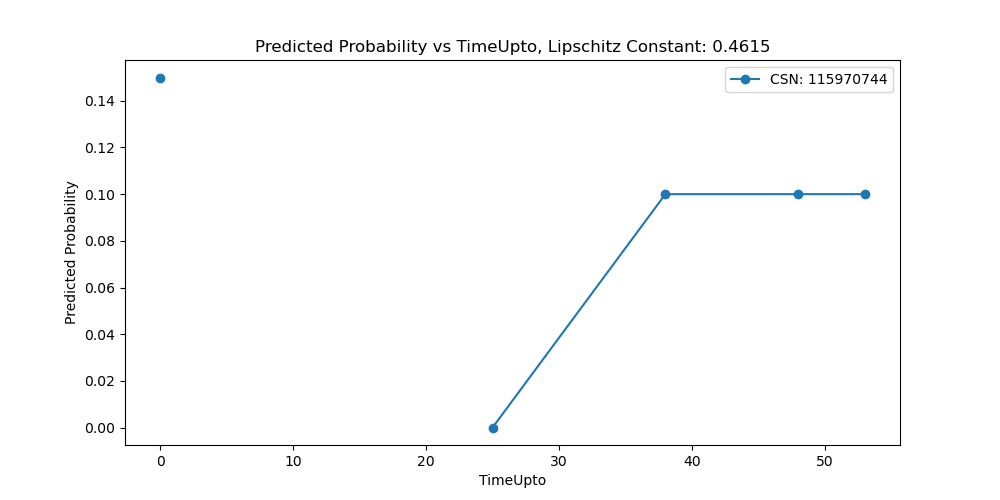 Predicted Probability vs TimeUpto, Lipschitz Constant: 0.4615
CSN: 115970744
0.14
0.12
0.10
0.08
0.06
0.04
0.02
0.00
Predicted Probability
0 10 20 30 40 50
TimeUpto